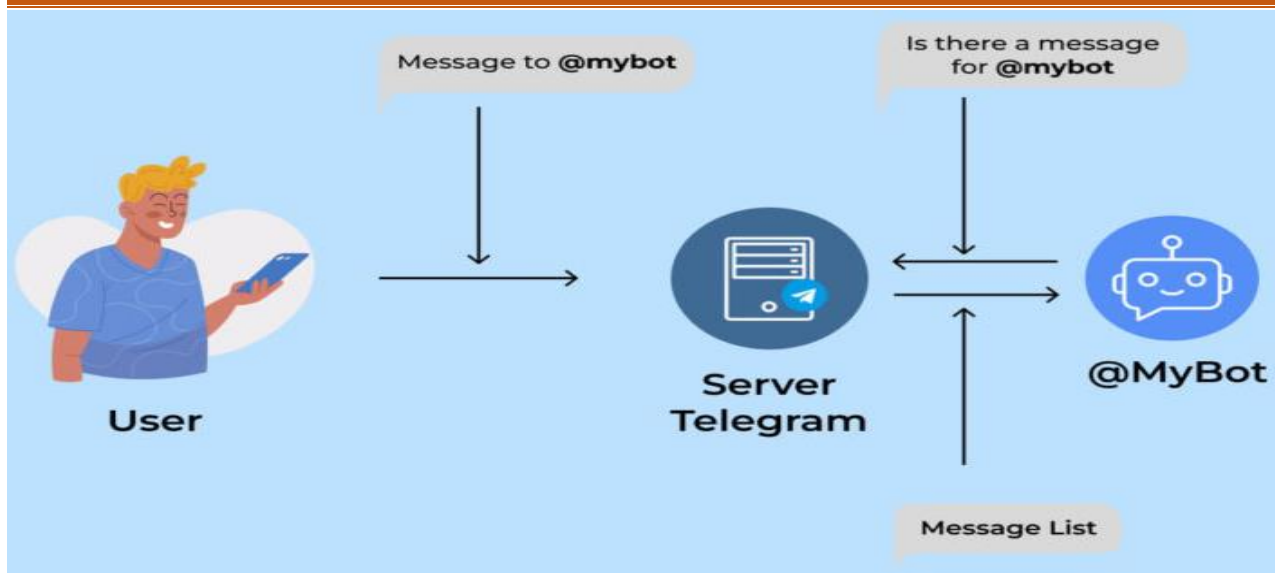 Message to @mybot
Is there a message
for @mybot
User
Server
Telegram
@MyBot
Message List